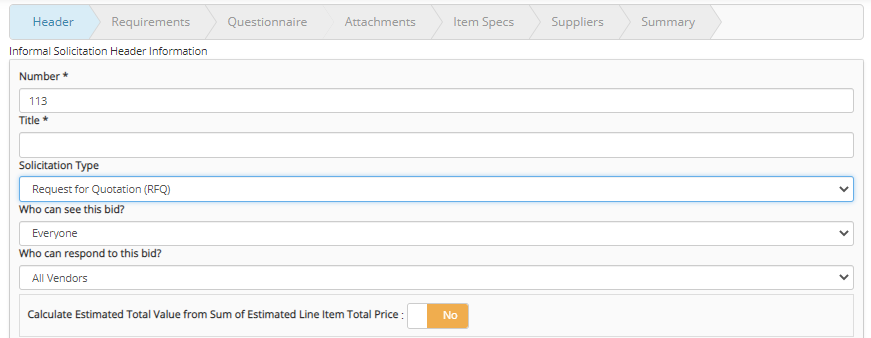 Header Requirements Questionnaire Attachments Item Specs Suppliers Summary
Informal Solicitation Header Information
Number *
113
Title *
Solicitation Type
Request for Quotation (RFQ)
Who can see this bid?
Everyone
Who can respond to this bid?
All Vendors
Calculate Estimated Total Value from Sum of Estimated Line Item Total Price : No